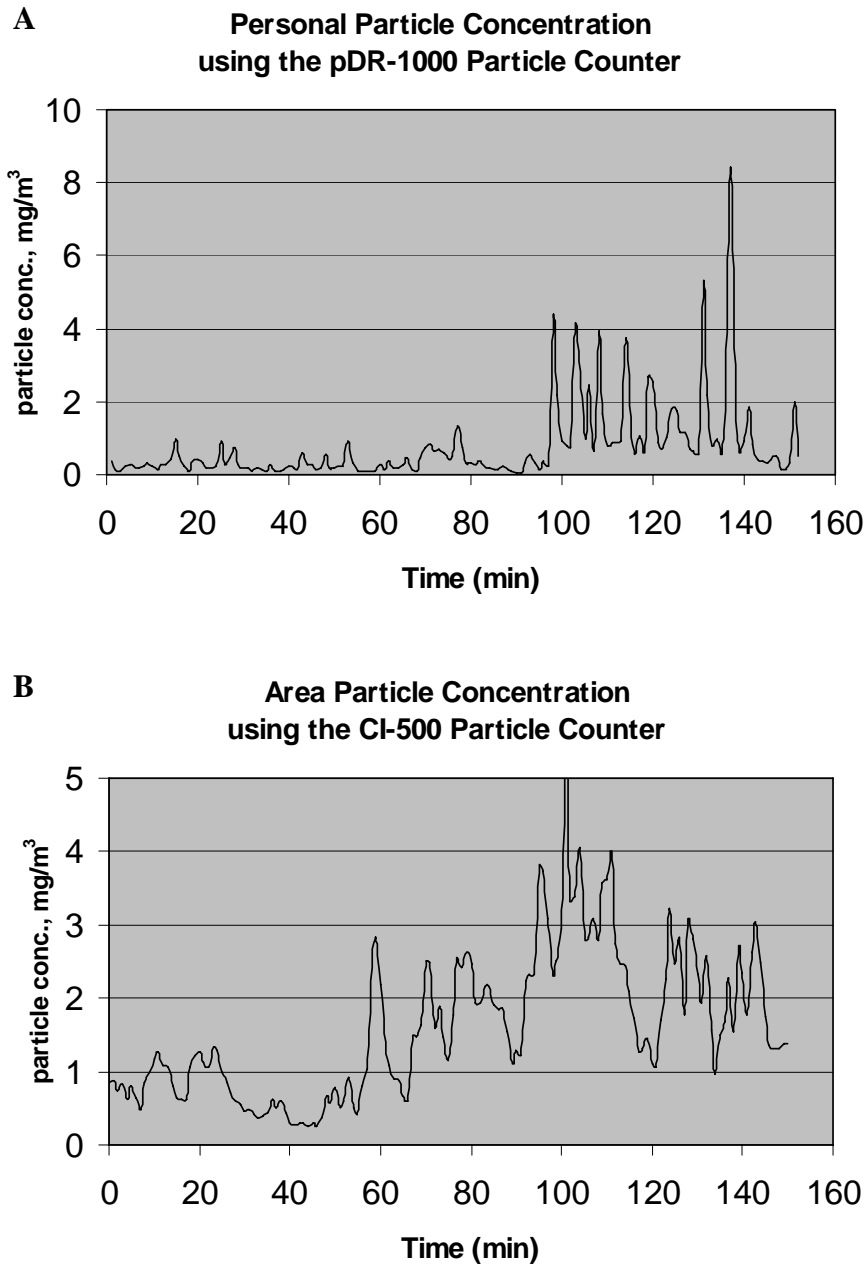 A
Personal Particle Concentration
using the pDR-1000 Particle Counter
10
8
6
4
2
0
particle conc., mg/m³
0 20 40 60 80 100 120 140 160
Time (min)
B
Area Particle Concentration
using the CI-500 Particle Counter
5
4
3
2
1
0
particle conc., mg/m³
0 20 40 60 80 100 120 140 160
Time (min)